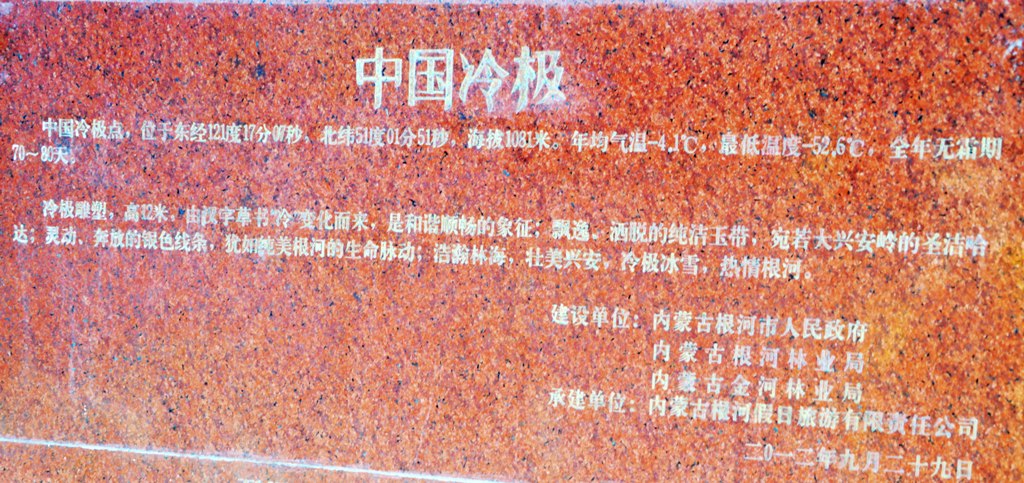 中国冷极
中国冷极点，位于东经121度17分07秒，北纬51度01分51秒，海拔1081米。年均气温-4.1℃，最低温度-52.6℃，全年无霜期
70～80天。
冷极雕塑，高12米，由汉字草书“冷”变化而来，是和谐顺畅的象征；飘逸、洒脱的纯洁玉带，宛若大兴安岭的圣洁哈
达；灵动、奔放的银色线条，犹如纯美根河的生命脉动；浩瀚林海，壮美兴安，冷极冰雪，热情根河。
建设单位：内蒙古根河市人民政府
内蒙古根河林业局
内蒙古金河林业局
承建单位：内蒙古根河假日旅游有限责任公司
二〇一二年九月二十九日